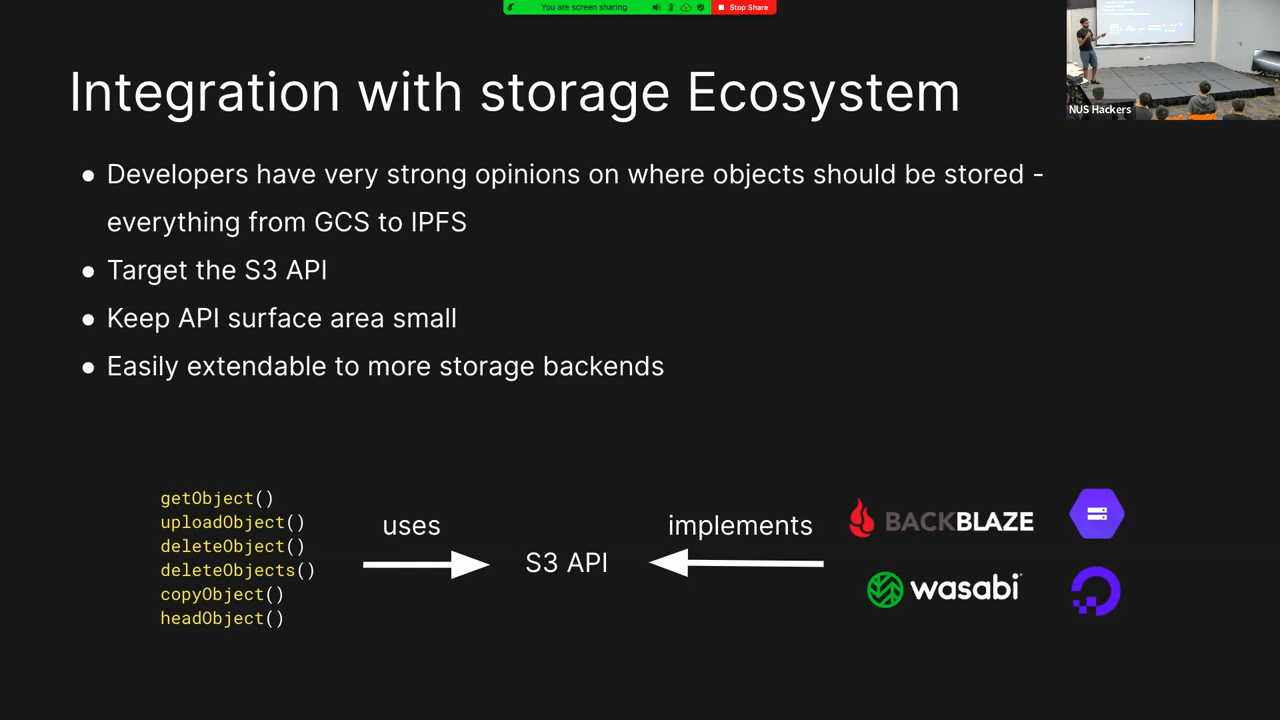 You are screen sharing
Stop Share
NUS Hackers
Integration with storage Ecosystem
● Developers have very strong opinions on where objects should be stored -
everything from GCS to IPFS
● Target the S3 API
● Keep API surface area small
● Easily extendable to more storage backends
getObject()
uploadObject()
deleteObject()
deleteObjects()
copyObject()
headObject()
uses
S3 API
implements
BACKBLAZE
wasabi